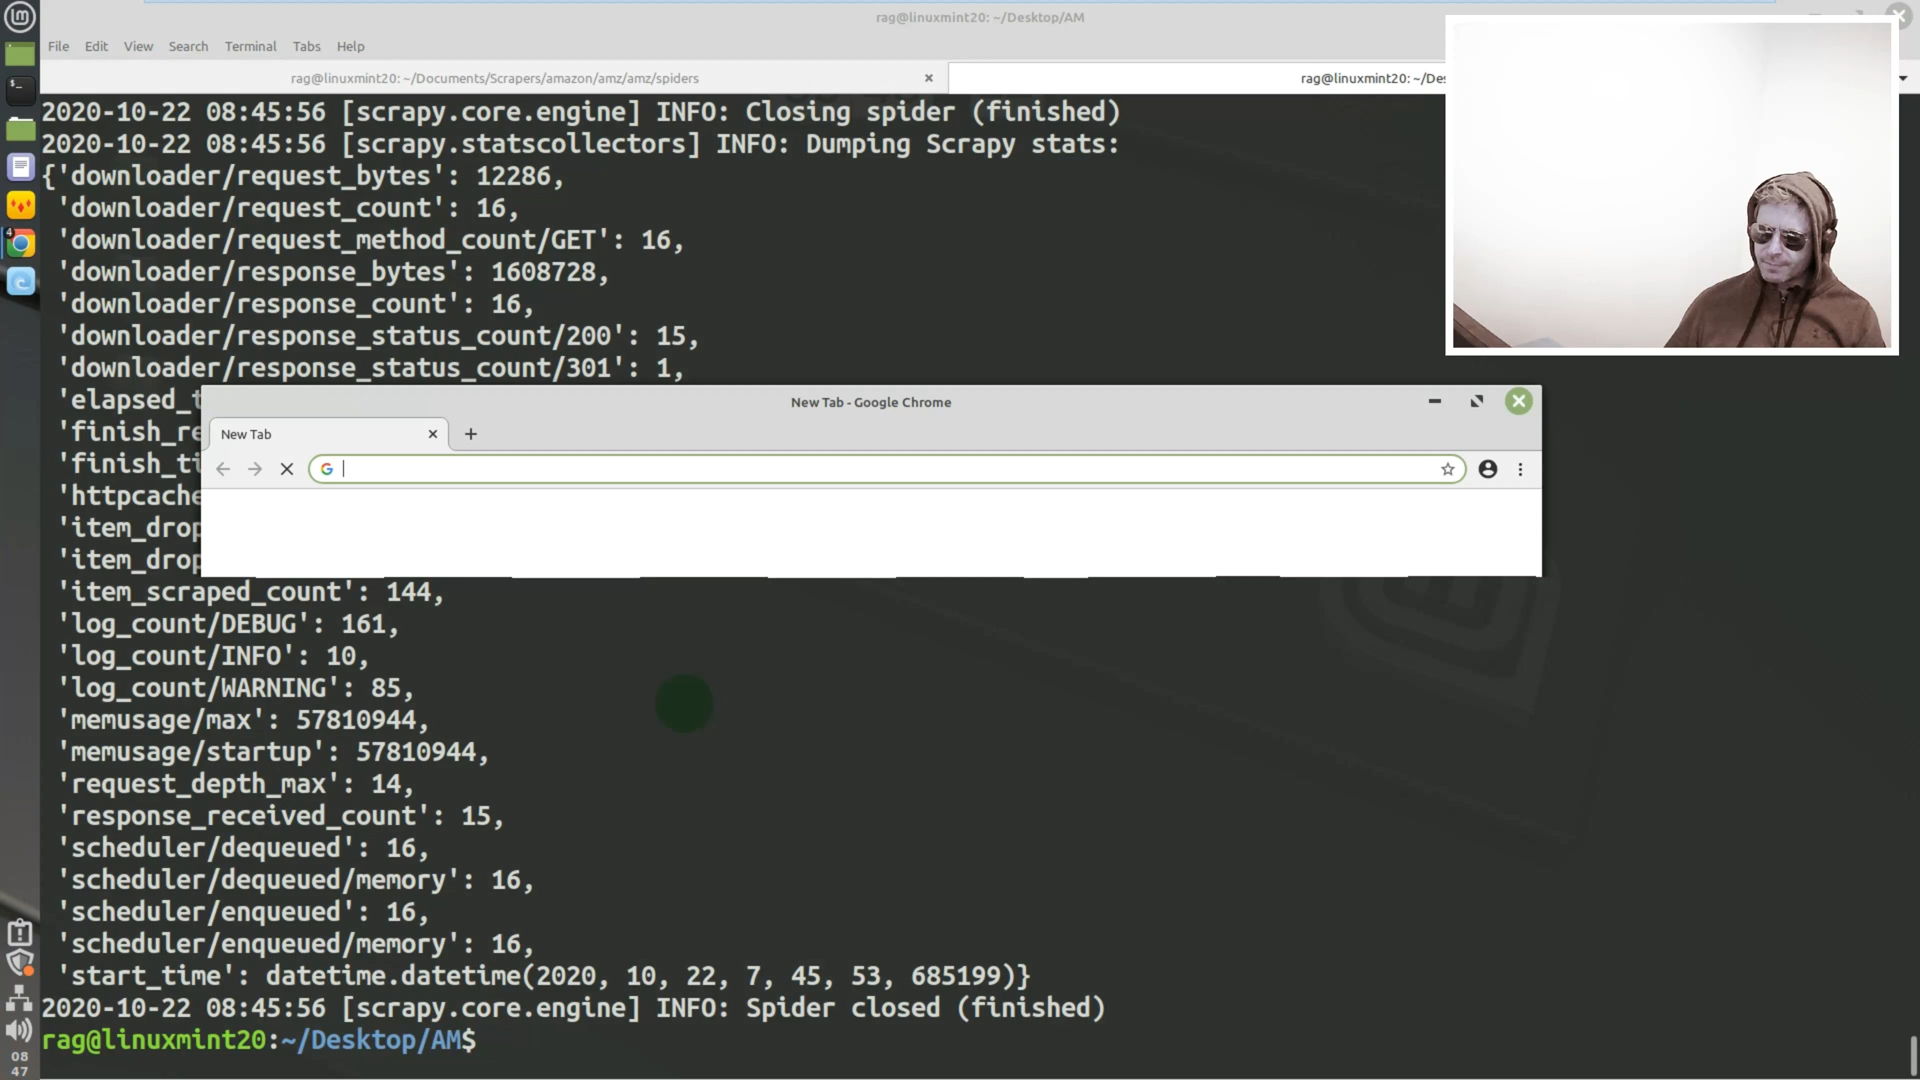 rag@linuxmint20: ~/Desktop/AM
File Edit View Search Terminal Tabs Help
rag@linuxmint20: ~/Documents/Scrapers/amazon/amz/amz/spiders
rag@linuxmint20: ~/Des
2020-10-22 08:45:56 [scrapy.core.engine] INFO: Closing spider (finished)
2020-10-22 08:45:56 [scrapy.statscollectors] INFO: Dumping Scrapy stats:
{'downloader/request_bytes': 12286,
'downloader/request_count': 16,
'downloader/request_method_count/GET': 16,
'downloader/response_bytes': 1608728,
'downloader/response_count': 16,
'downloader/response_status_count/200': 15,
'downloader/response_status_count/301': 1,
'elapsed_t
New Tab - Google Chrome
'finish_re
New Tab
'finish_ti
'httpcache
'item_drop
'item_drop
'item_scraped_count': 144,
'log_count/DEBUG': 161,
'log_count/INFO': 10,
'log_count/WARNING': 85,
'memusage/max': 57810944,
'memusage/startup': 57810944,
'request_depth_max': 14,
'response_received_count': 15,
'scheduler/dequeued': 16,
'scheduler/dequeued/memory': 16,
'scheduler/enqueued': 16,
'scheduler/enqueued/memory': 16,
'start_time': datetime.datetime(2020, 10, 22, 7, 45, 53, 685199)}
2020-10-22 08:45:56 [scrapy.core.engine] INFO: Spider closed (finished)
rag@linuxmint20:~/Desktop/AM$
4
08
47